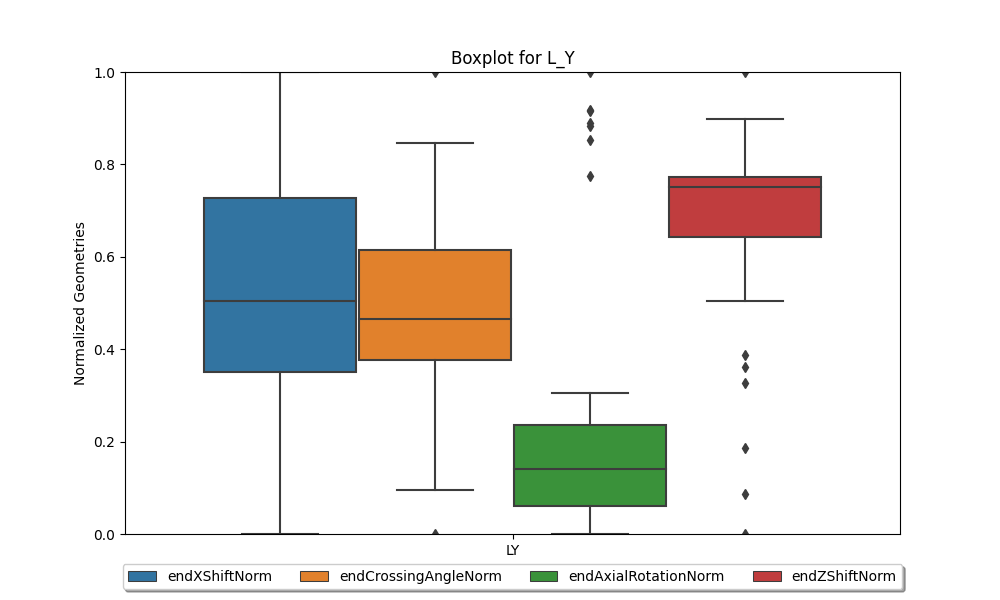 Boxplot for L_Y
Normalized Geometries
1.0
0.8
0.6
0.4
0.2
0.0
LY
endXShiftNorm endCrossingAngleNorm endAxialRotationNorm endZShiftNorm